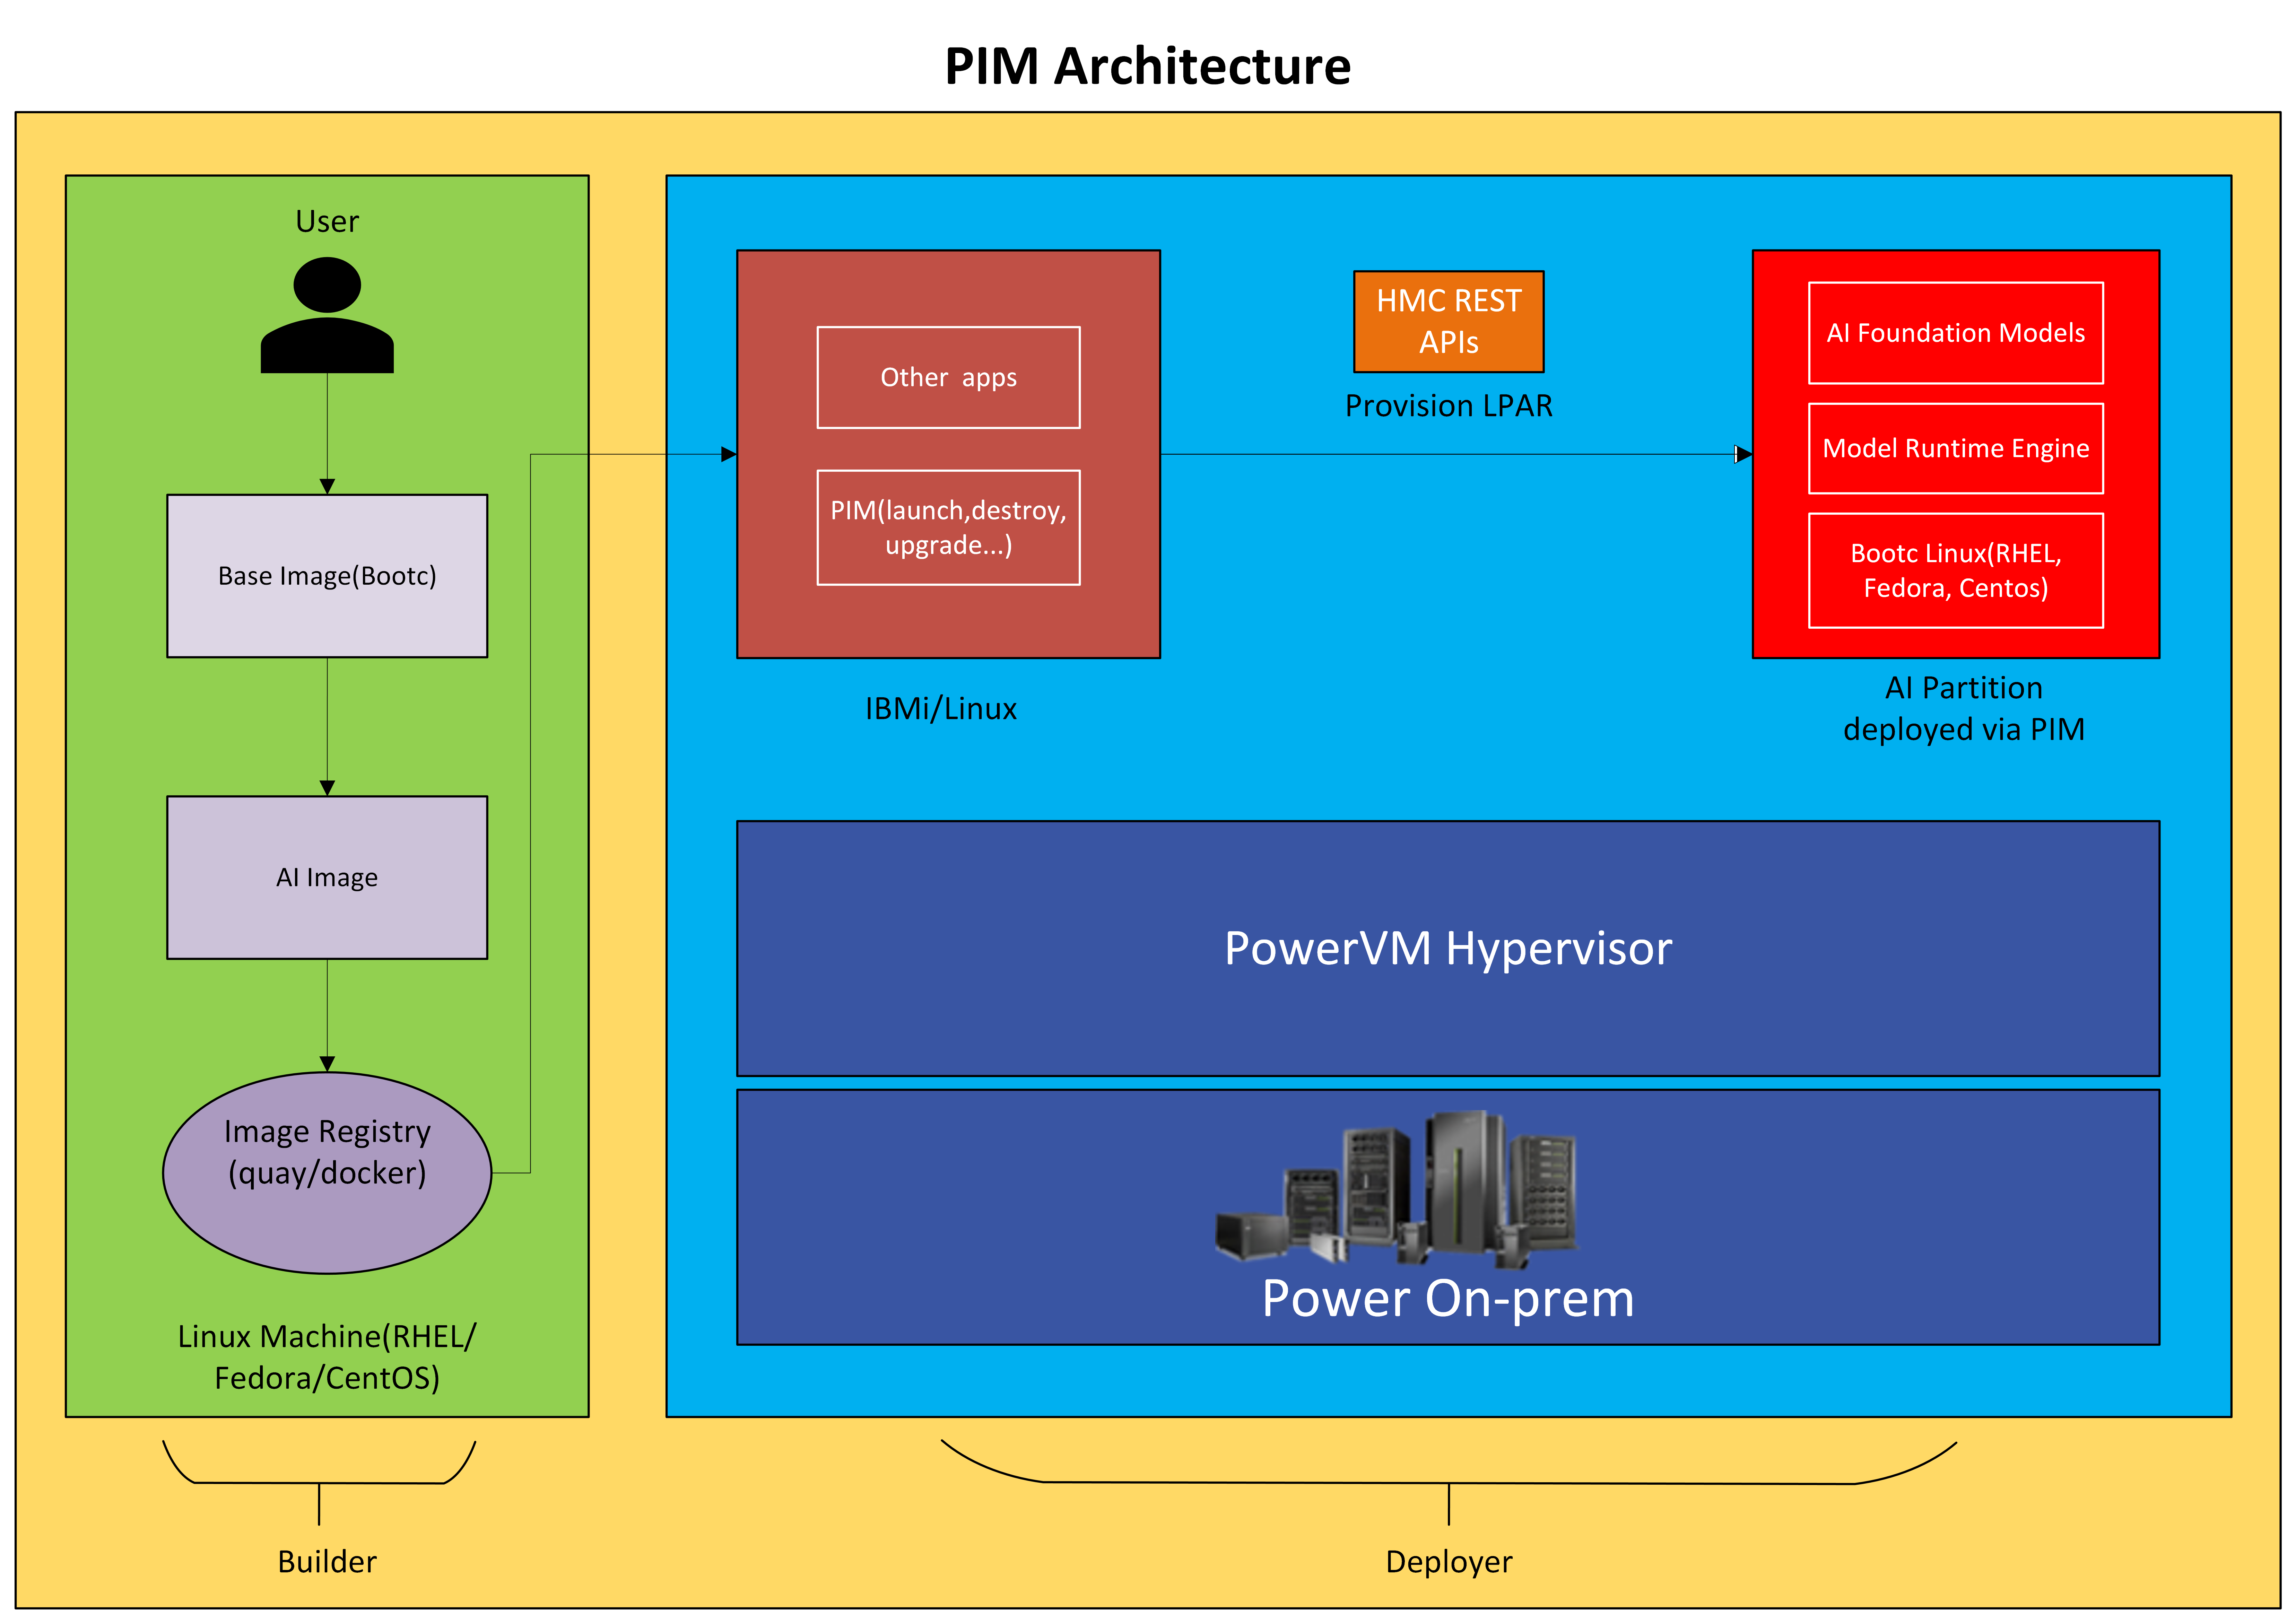 PIM Architecture
User
Base Image(Bootc)
AI Image
Image Registry
(quay/docker)
Linux Machine(RHEL/
Fedora/CentOS)
Builder
Other  apps
PIM(launch,destroy,
upgrade...)
IBMi/Linux
HMC REST
APIs
Provision LPAR
AI Foundation Models
Model Runtime Engine
Bootc Linux(RHEL,
Fedora, Centos)
AI Partition
deployed via PIM
PowerVM Hypervisor
Power On-prem
Deployer